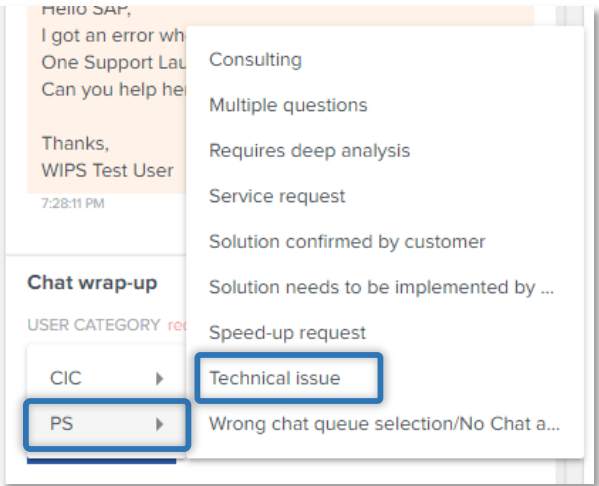 Hello SAP,
I got an error wh
One Support Lau
Can you help he
Thanks,
WIPS Test User
7:28:11 PM
Chat wrap-up
USER CATEGORY
CIC
PS
Consulting
Multiple questions
Requires deep analysis
Service request
Solution confirmed by customer
Solution needs to be implemented by ...
Speed-up request
Technical issue
Wrong chat queue selection/No Chat a...